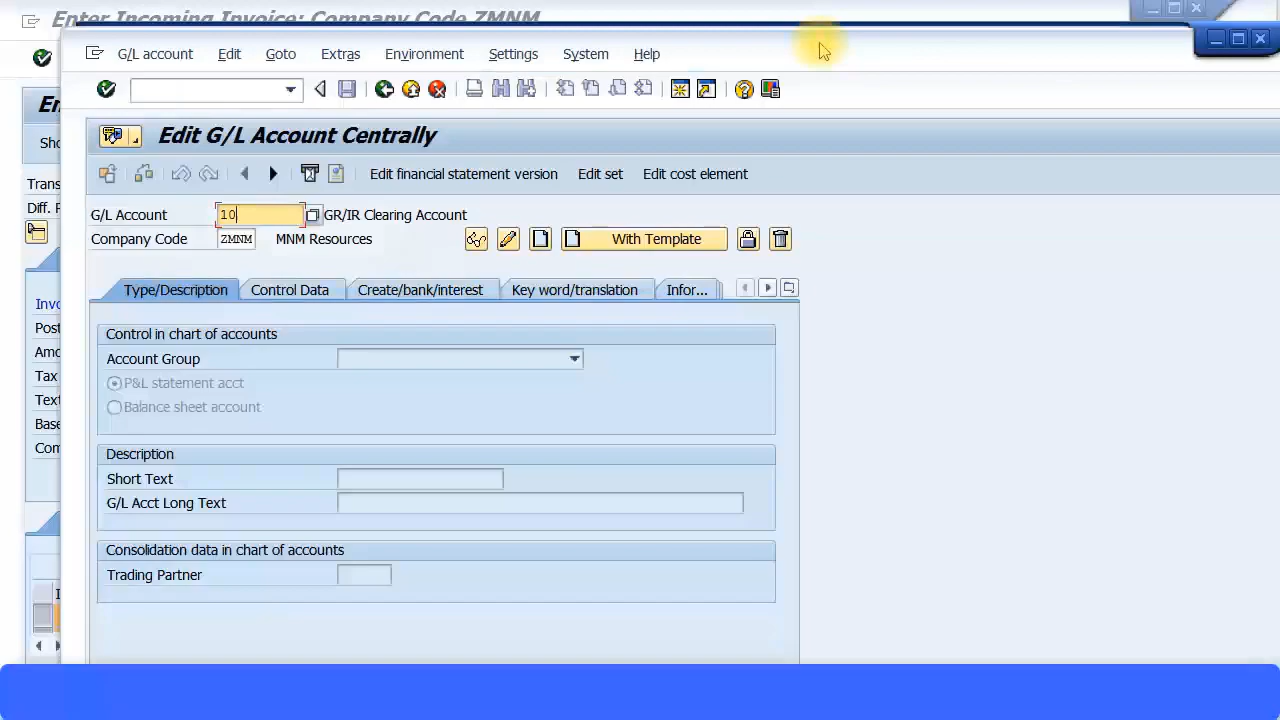 Enter Incoming Invoice: Company Code ZMNM
G/L account Edit Goto Extras Environment Settings System Help
Edit G/L Account Centrally
Sho
Edit financial statement version Edit set Edit cost element
Trans
G/L Account 10 GR/IR Clearing Account
Diff.
Company Code ZMNM MNM Resources With Template
Type/Description Control Data Create/bank/interest Key word/translation Infor...
Invo
Post
Control in chart of accounts
Amo
Account Group
Tax
P&L statement acct
Text
Balance sheet account
Base
Com
Description
Short Text
G/L Acct Long Text
Consolidation data in chart of accounts
Trading Partner